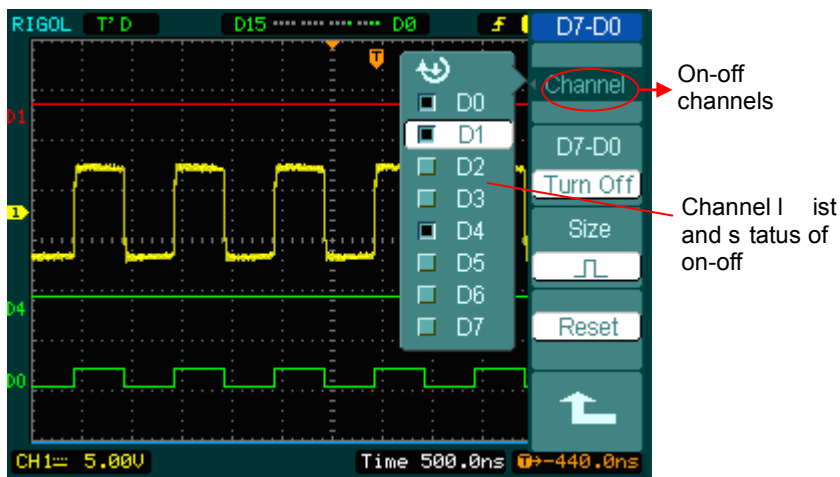 RIGOL T'D D15 D0 D7-D0
Channel
On-off
channels
D0
D1
D1
D2
D3
D4
D5
D6
D7
D7-D0
Turn Off
1
Size
Channel l ist
and s tatus of
on-off
D4
Reset
D0
CH1 5.00V Time 500.0ns T→-440.0ns
T